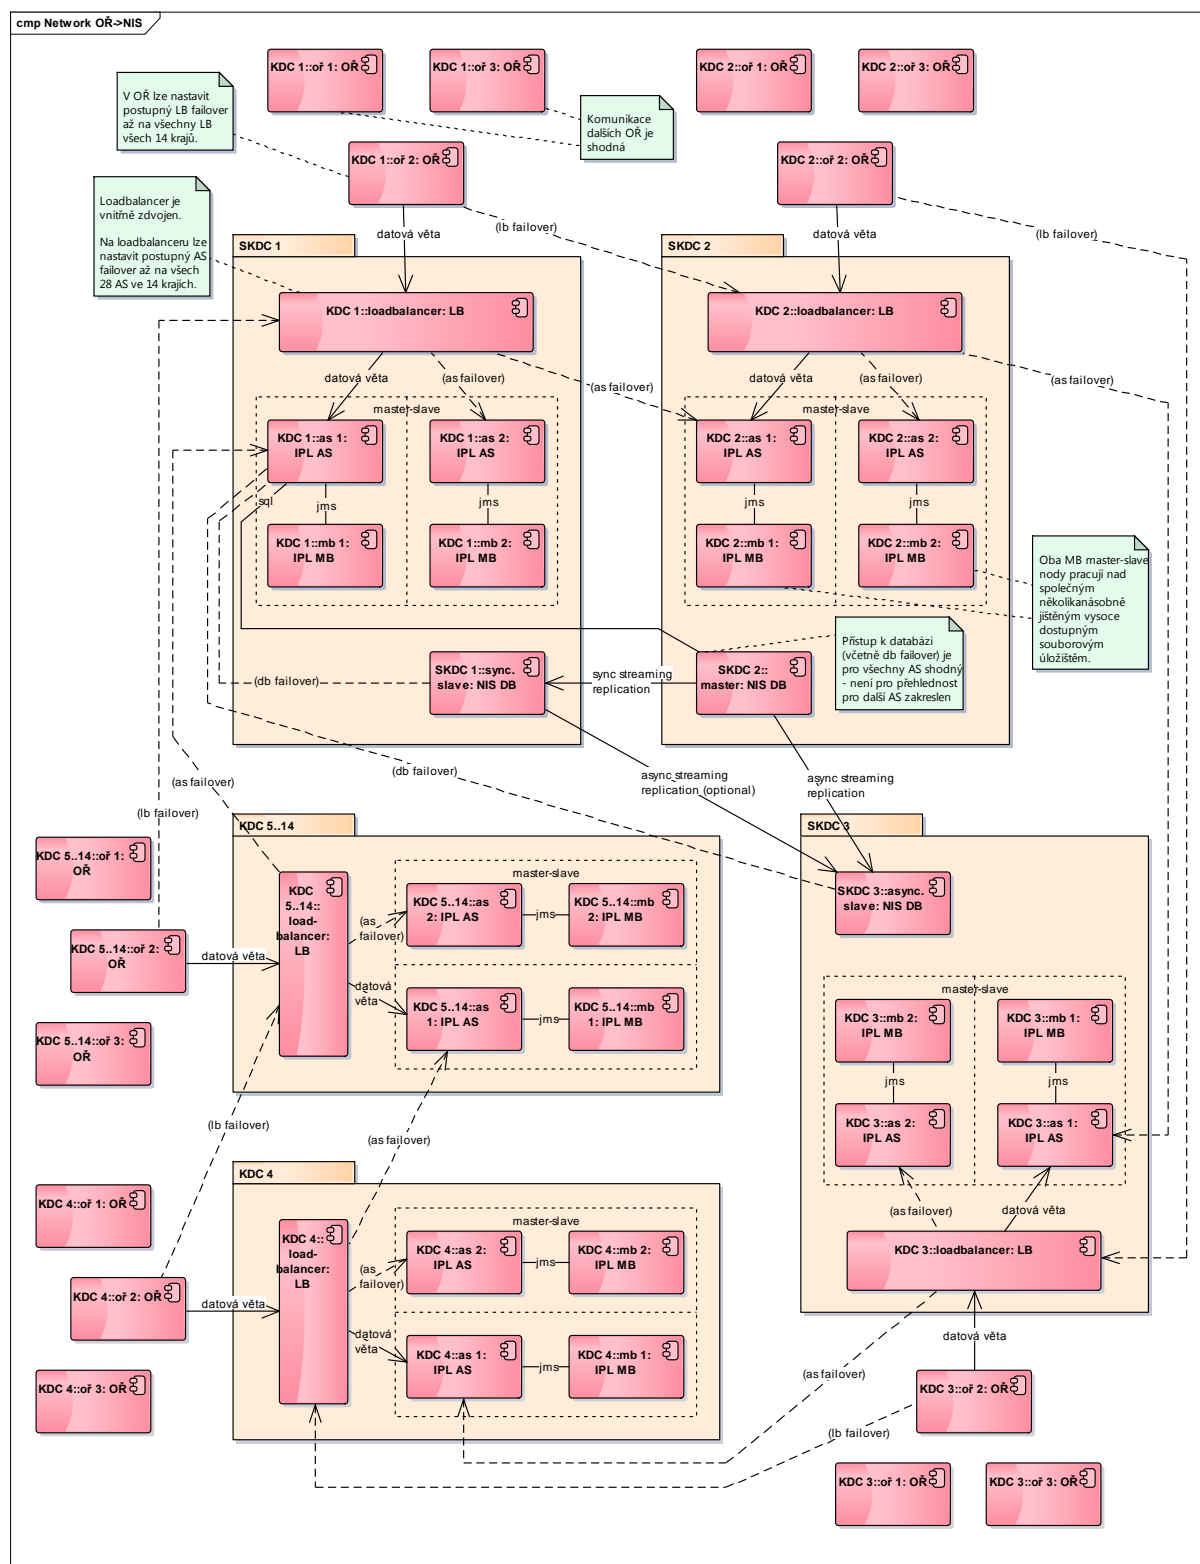 cmp Network OŘ->NIS
KDC 1::oř 1: OŘ
KDC 1::oř 3: OŘ
KDC 2::oř 1: OŘ
KDC 2::oř 3: OŘ
V OŘ lze nastavit
postupný LB failover
až na všechny LB
všech 14 krajů.
Komunikace
dalších OŘ je
shodná
KDC 1::oř 2: OŘ
KDC 2::oř 2: OŘ
Loadbalancer je
vnitřně zdvojen.
Na loadbalanceru lze
nastavit postupný AS
failover až na všech
28 AS ve 14 krajích.
datová věta
(lb failover)
datová věta
(lb failover)
SKDC 1
SKDC 2
KDC 1::loadbalancer: LB
KDC 2::loadbalancer: LB
datová věta
(as failover)
(as failover)
datová věta
(as failover)
(as failover)
master-slave
master-slave
KDC 1::as 1:
IPL AS
KDC 1::as 2:
IPL AS
KDC 2::as 1:
IPL AS
KDC 2::as 2:
IPL AS
sql
jms
jms
jms
jms
KDC 1::mb 1:
IPL MB
KDC 1::mb 2:
IPL MB
KDC 2::mb 1:
IPL MB
KDC 2::mb 2:
IPL MB
Oba MB master-slave
nody pracují nad
společným
několikanásobně
jištěným vysoce
dostupným
souborovým
úložištěm.
Přístup k databázi
(včetně db failover) je
pro všechny AS shodný
- není pro přehlednost
pro další AS zakreslen
(db failover)
SKDC 1::sync.
slave: NIS DB
sync streaming
replication
SKDC 2::
master: NIS DB
(as failover)
(db failover)
async streaming
replication (optional)
async streaming
replication
(lb failover)
KDC 5..14
SKDC 3
KDC 5..14::oř 1:
OŘ
KDC
5..14::
load-
balancer:
LB
master-slave
KDC 5..14::as
2: IPL AS
jms
KDC 5..14::mb
2: IPL MB
SKDC 3::async.
slave: NIS DB
(as
failover)
KDC 5..14::oř 2:
OŘ
datová věta
datová
věta
KDC 5..14::as
1: IPL AS
jms
KDC 5..14::mb
1: IPL MB
master-slave
KDC 3::mb 2:
IPL MB
KDC 3::mb 1:
IPL MB
KDC 5..14::oř 3:
OŘ
jms
jms
(lb failover)
(as failover)
KDC 3::as 2:
IPL AS
KDC 3::as 1:
IPL AS
KDC 4
KDC 4::oř 1: OŘ
(as failover)
datová věta
KDC 4::
load-
balancer:
LB
master-slave
KDC 4::as 2:
IPL AS
jms
KDC 4::mb 2:
IPL MB
KDC 3::loadbalancer: LB
(as
failover)
KDC 4::oř 2: OŘ
datová věta
datová
věta
KDC 4::as 1:
IPL AS
jms
KDC 4::mb 1:
IPL MB
datová věta
KDC 4::oř 3: OŘ
(as failover)
KDC 3::oř 2: OŘ
(lb failover)
KDC 3::oř 1: OŘ
KDC 3::oř 3: OŘ